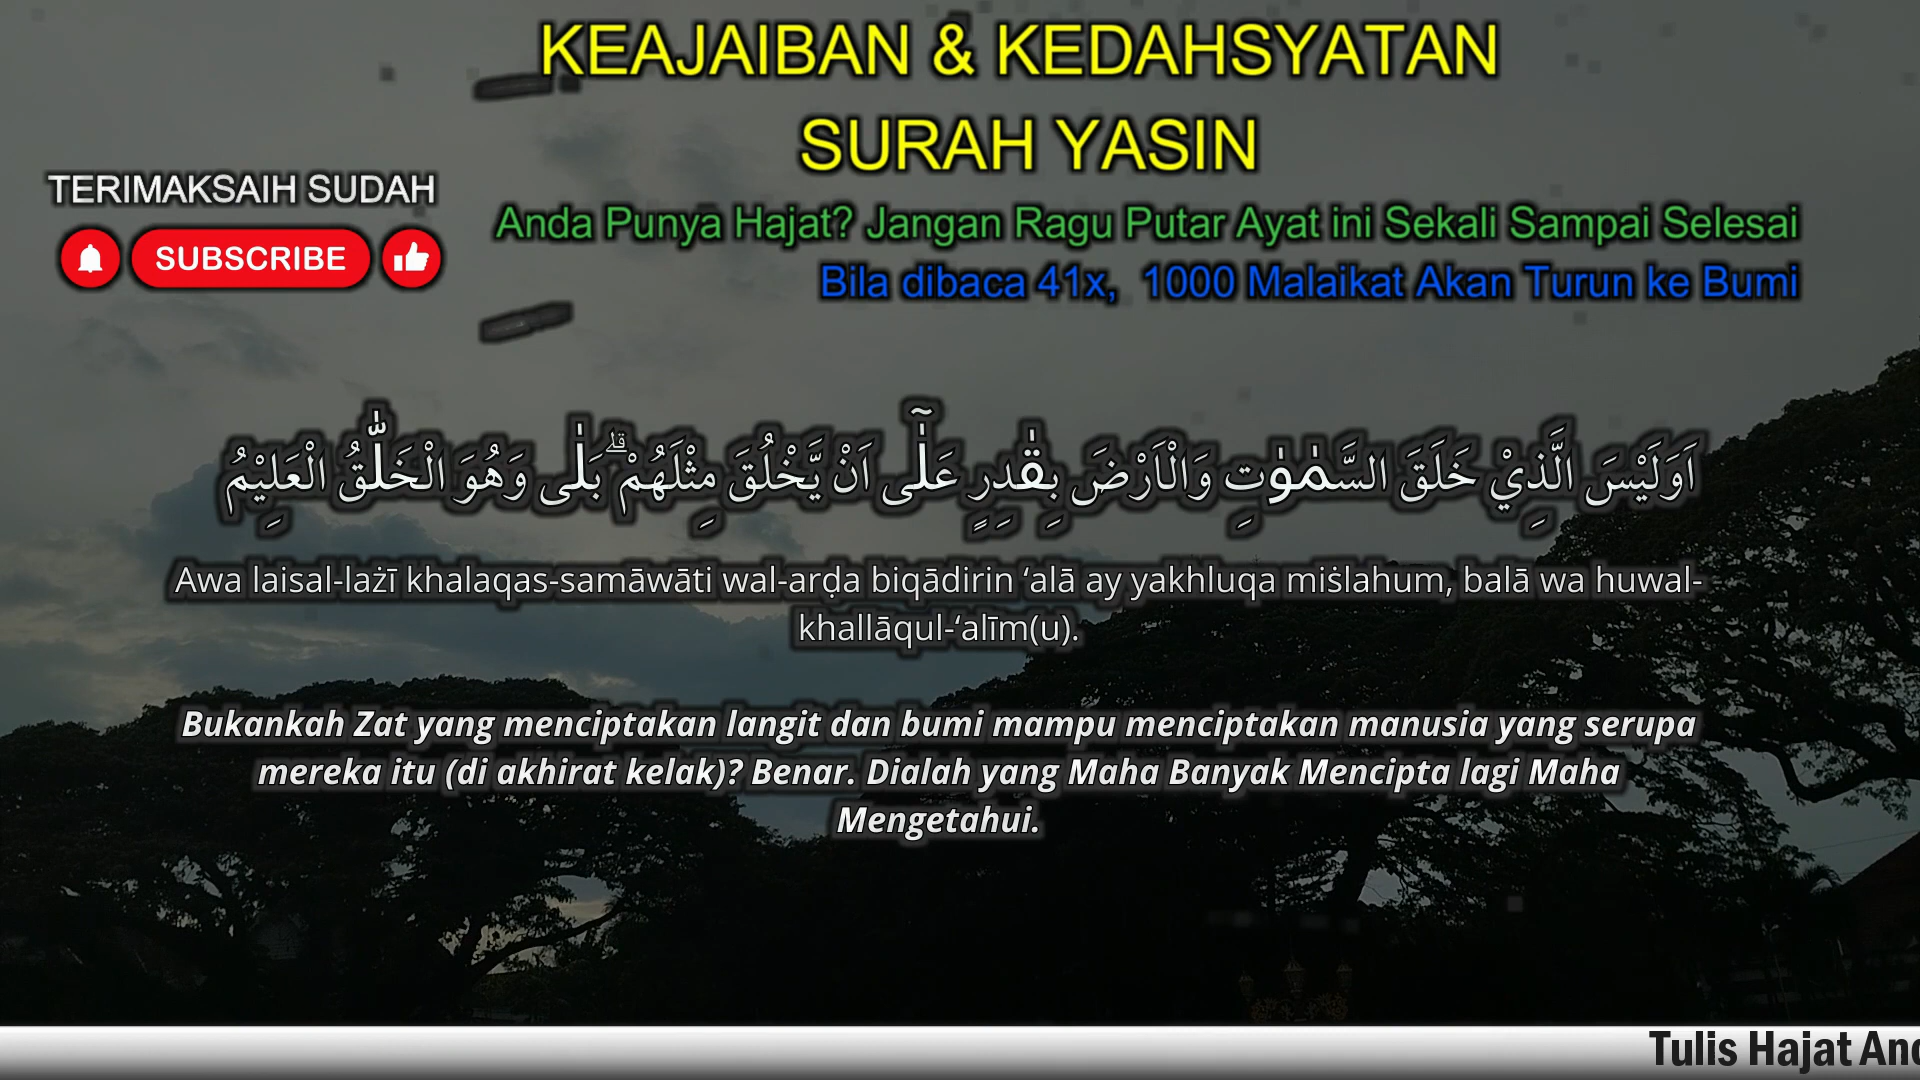 KEAJAIBAN & KEDAHSYATAN
SURAH YASIN
TERIMAKSAIH SUDAH
SUBSCRIBE
Anda Punya Hajat? Jangan Ragu Putar Ayat ini Sekali Sampai Selesai
Bila dibaca 41x, 1000 Malaikat Akan Turun ke Bumi
اَوَلَيْسَ الَّذِيْ خَلَقَ السَّمٰوٰتِ وَالْاَرْضَ بِقٰدِرٍ عَلٰٓى اَنْ يَّخْلُقَ مِثْلَهُمْ ۗبَلٰى وَهُوَ الْخَلّٰقُ الْعَلِيْمُ
Awa laisal-lażī khalaqas-samāwāti wal-arḍa biqādirin ‘alā ay yakhluqa miṡlahum, balā wa huwal-
khallāqul-‘alīm(u).
Bukankah Zat yang menciptakan langit dan bumi mampu menciptakan manusia yang serupa
mereka itu (di akhirat kelak)? Benar. Dialah yang Maha Banyak Mencipta lagi Maha
Mengetahui.
Tulis Hajat And